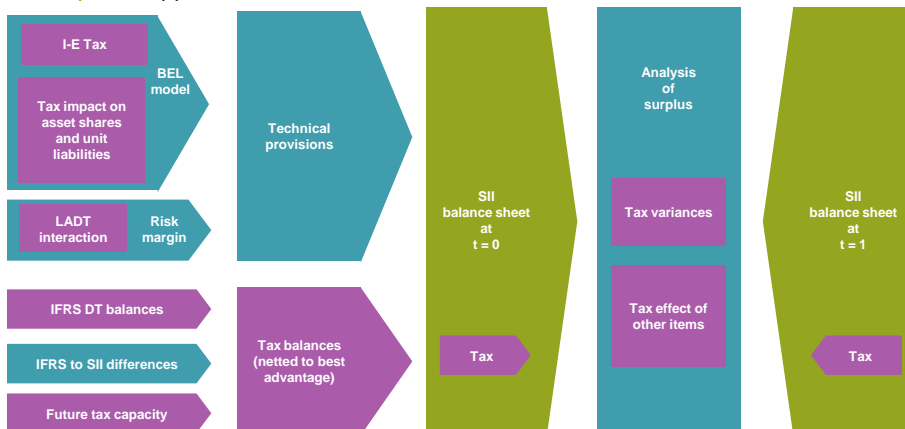 I-E Tax
BEL
model
Tax impact on
asset shares
and unit
liabilities
LADT
interaction
Risk
margin
IFRS DT balances
IFRS to SII differences
Future tax capacity
Technical
provisions
Tax balances
(netted to best
advantage)
SII
balance sheet
at
t = 0
Tax
Analysis
of
surplus
Tax variances
Tax effect of
other items
SII
balance sheet
at
t = 1
Tax